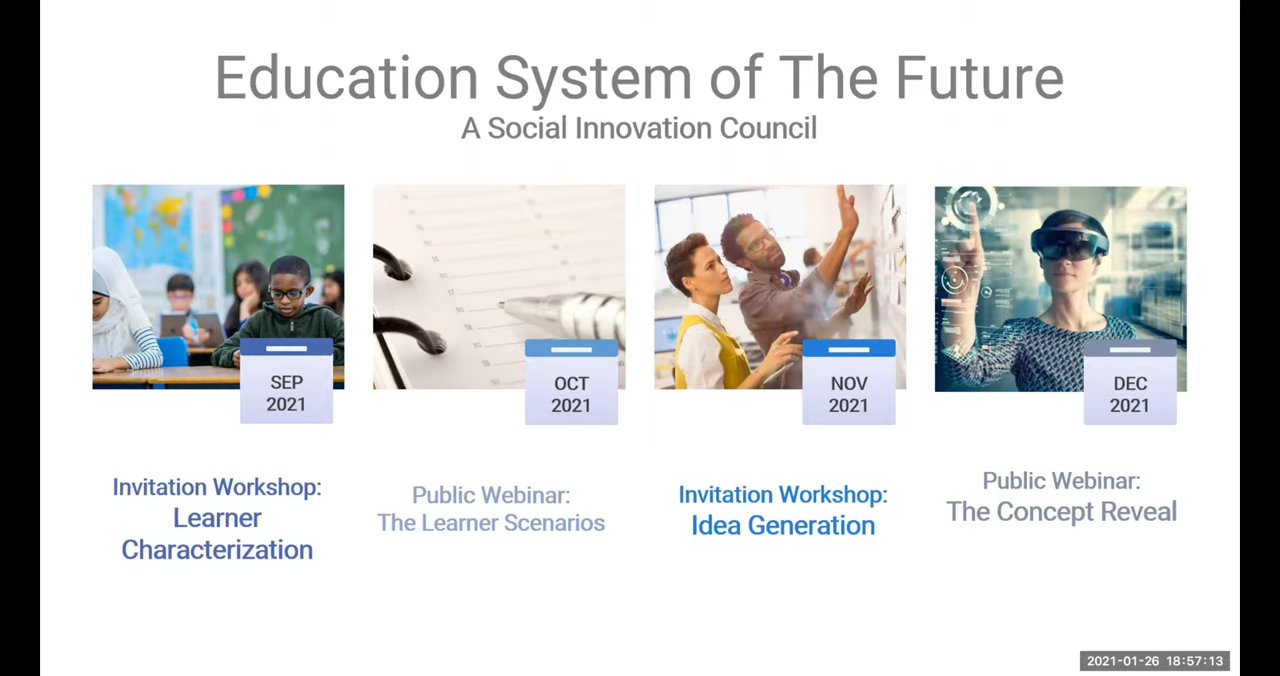 Education System of The Future
A Social Innovation Council
SEP
2021
OCT
2021
NOV
2021
DEC
2021
Invitation Workshop:
Learner
Characterization
Public Webinar:
The Learner Scenarios
Invitation Workshop:
Idea Generation
Public Webinar:
The Concept Reveal
2021-01-26 18:57:13